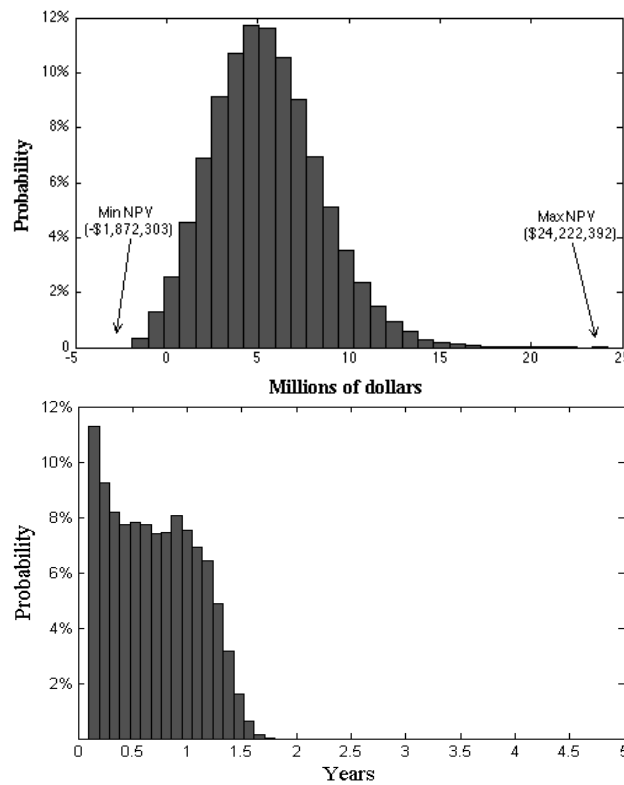 12%
10%
8%
6%
4%
2%
0
Probability
Min NPV
(-$1,872,303)
Max NPV
($24,222,392)
-5 0 5 10 15 20 25
Millions of dollars
12%
10%
8%
6%
4%
2%
Probability
0 0.5 1 1.5 2 2.5 3 3.5 4 4.5 5
Years